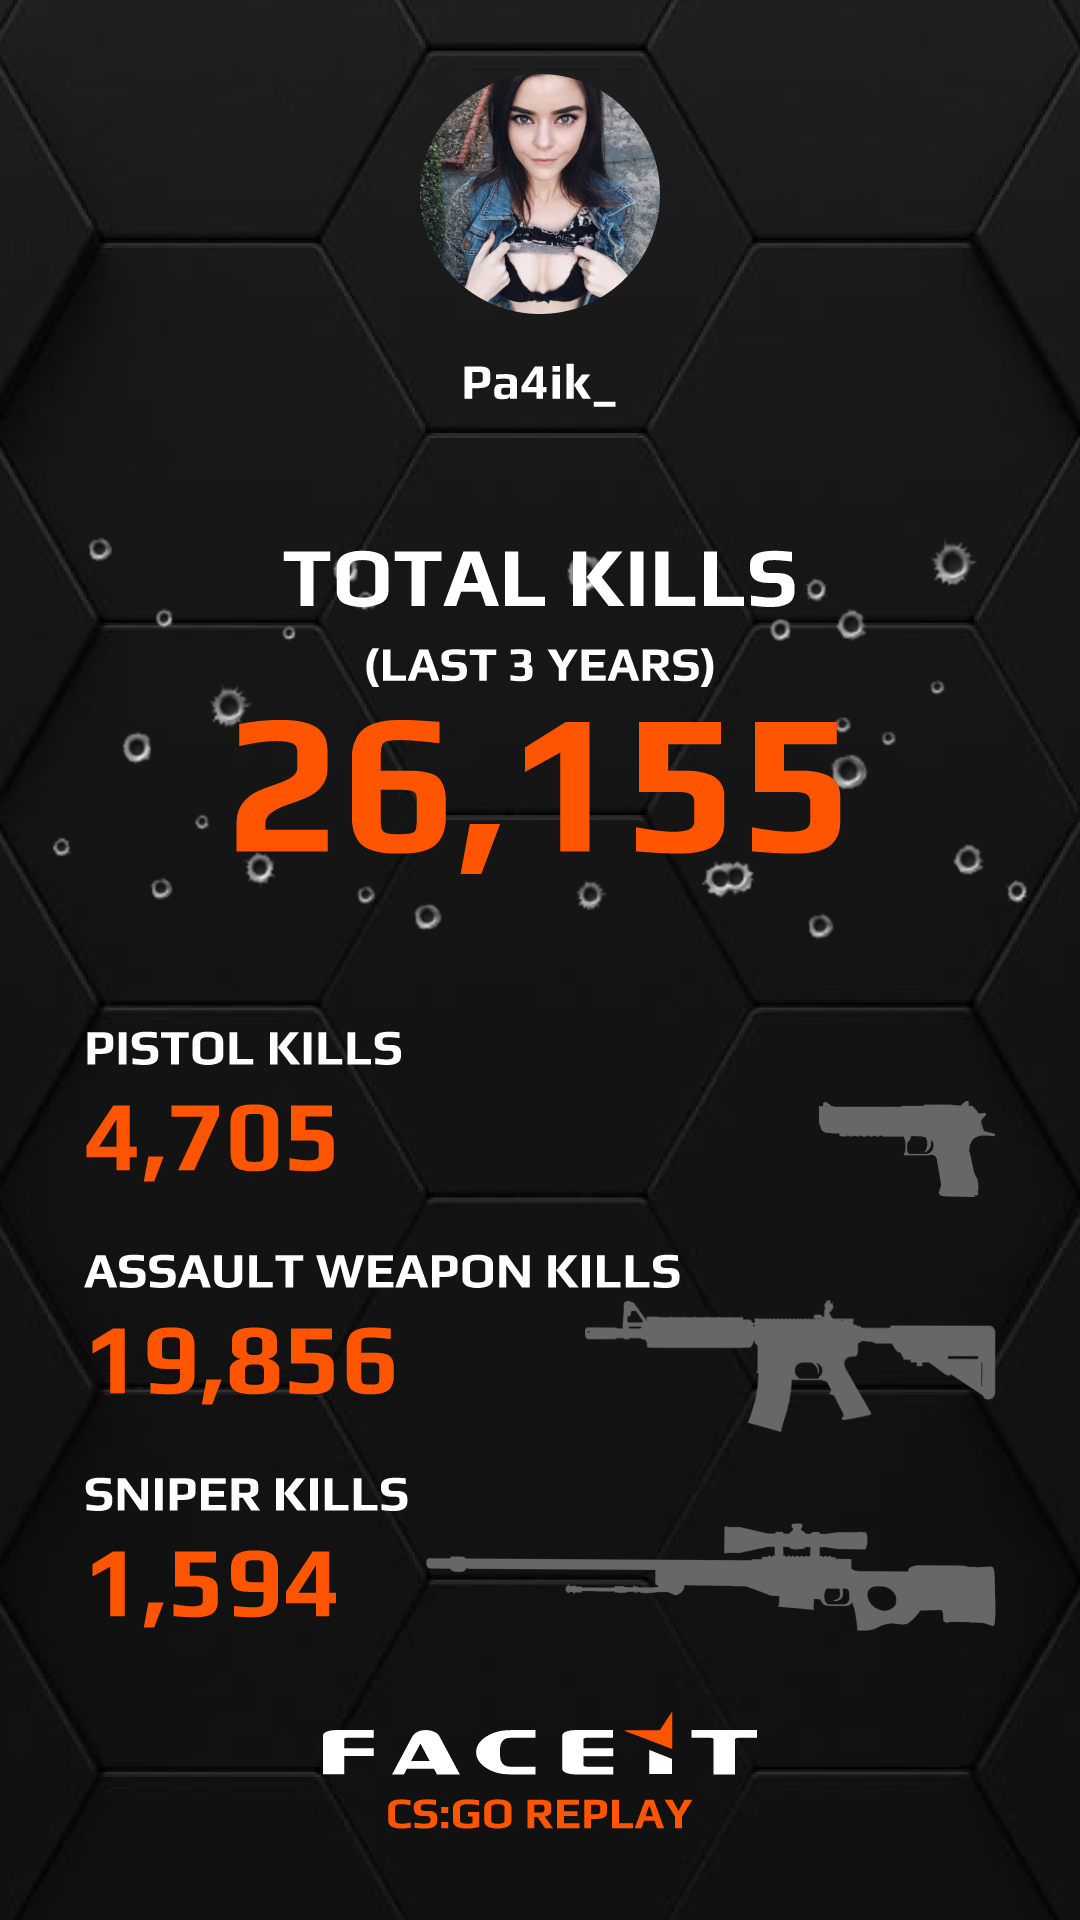 Pa4ik_
TOTAL KILLS
(LAST 3 YEARS)
26,155
PISTOL KILLS
4,705
ASSAULT WEAPON KILLS
19,856
SNIPER KILLS
1,594
FACEIT
CS:GO REPLAY